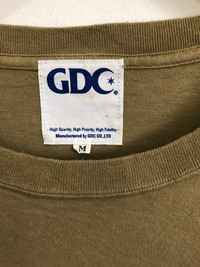 GDC
- High Quality, High Priority, High Fidelity -
Manufactured by GDC CO.,LTD
M